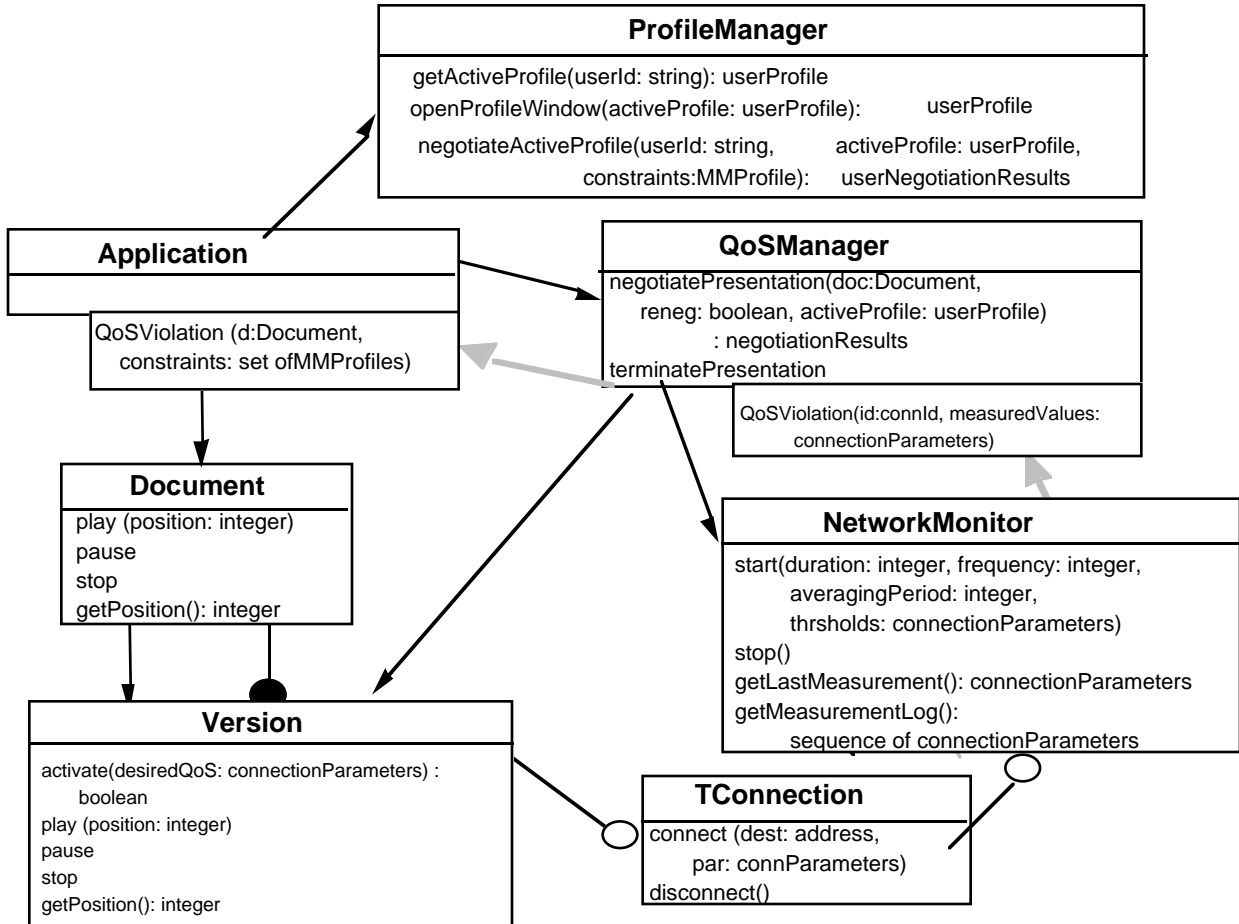 ProfileManager
getActiveProfile(userId: string): userProfile
openProfileWindow(activeProfile: userProfile): userProfile
negotiateActiveProfile(userId: string, activeProfile: userProfile,
constraints:MMProfile): userNegotiationResults
Application
QoSViolation (d:Document,
constraints: set ofMMProfiles)
QoSManager
negotiatePresentation(doc:Document,
reneg: boolean, activeProfile: userProfile)
: negotiationResults
terminatePresentation
QoSViolation(id:connId, measuredValues:
connectionParameters)
Document
play (position: integer)
pause
stop
getPosition(): integer
NetworkMonitor
start(duration: integer, frequency: integer,
averagingPeriod: integer,
thrsholds: connectionParameters)
stop()
getLastMeasurement(): connectionParameters
getMeasurementLog():
sequence of connectionParameters
Version
activate(desiredQoS: connectionParameters) :
boolean
play (position: integer)
pause
stop
getPosition(): integer
TConnection
connect (dest: address,
par: connParameters)
disconnect()